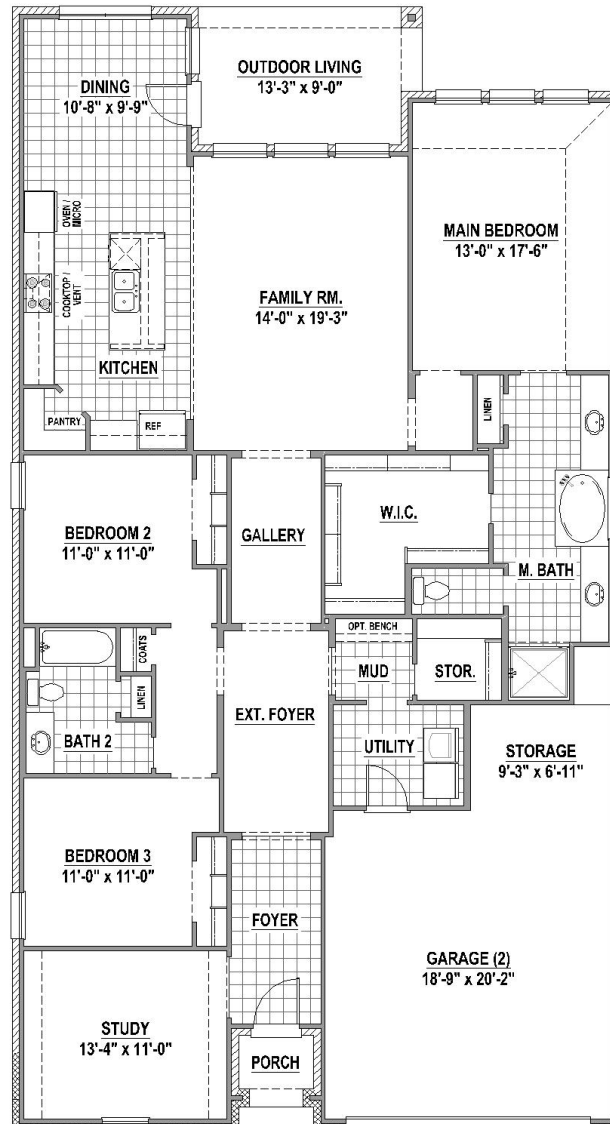 OUTDOOR LIVING
13'-3" x 9'-0"
DINING
10'-8" x 9'-9"
MAIN BEDROOM
13'-0" x 17'-6"
OVEN /
MICRO
COOKTOP /
VENT
FAMILY RM.
14'-0" x 19'-3"
KITCHEN
PANTRY
REF
LINEN
BEDROOM 2
11'-0" x 11'-0"
GALLERY
W.I.C.
M. BATH
OPT. BENCH
COATS
MUD
STOR.
LINEN
EXT. FOYER
BATH 2
UTILITY
STORAGE
9'-3" x 6'-11"
BEDROOM 3
11'-0" x 11'-0"
FOYER
GARAGE (2)
18'-9" x 20'-2"
STUDY
13'-4" x 11'-0"
PORCH